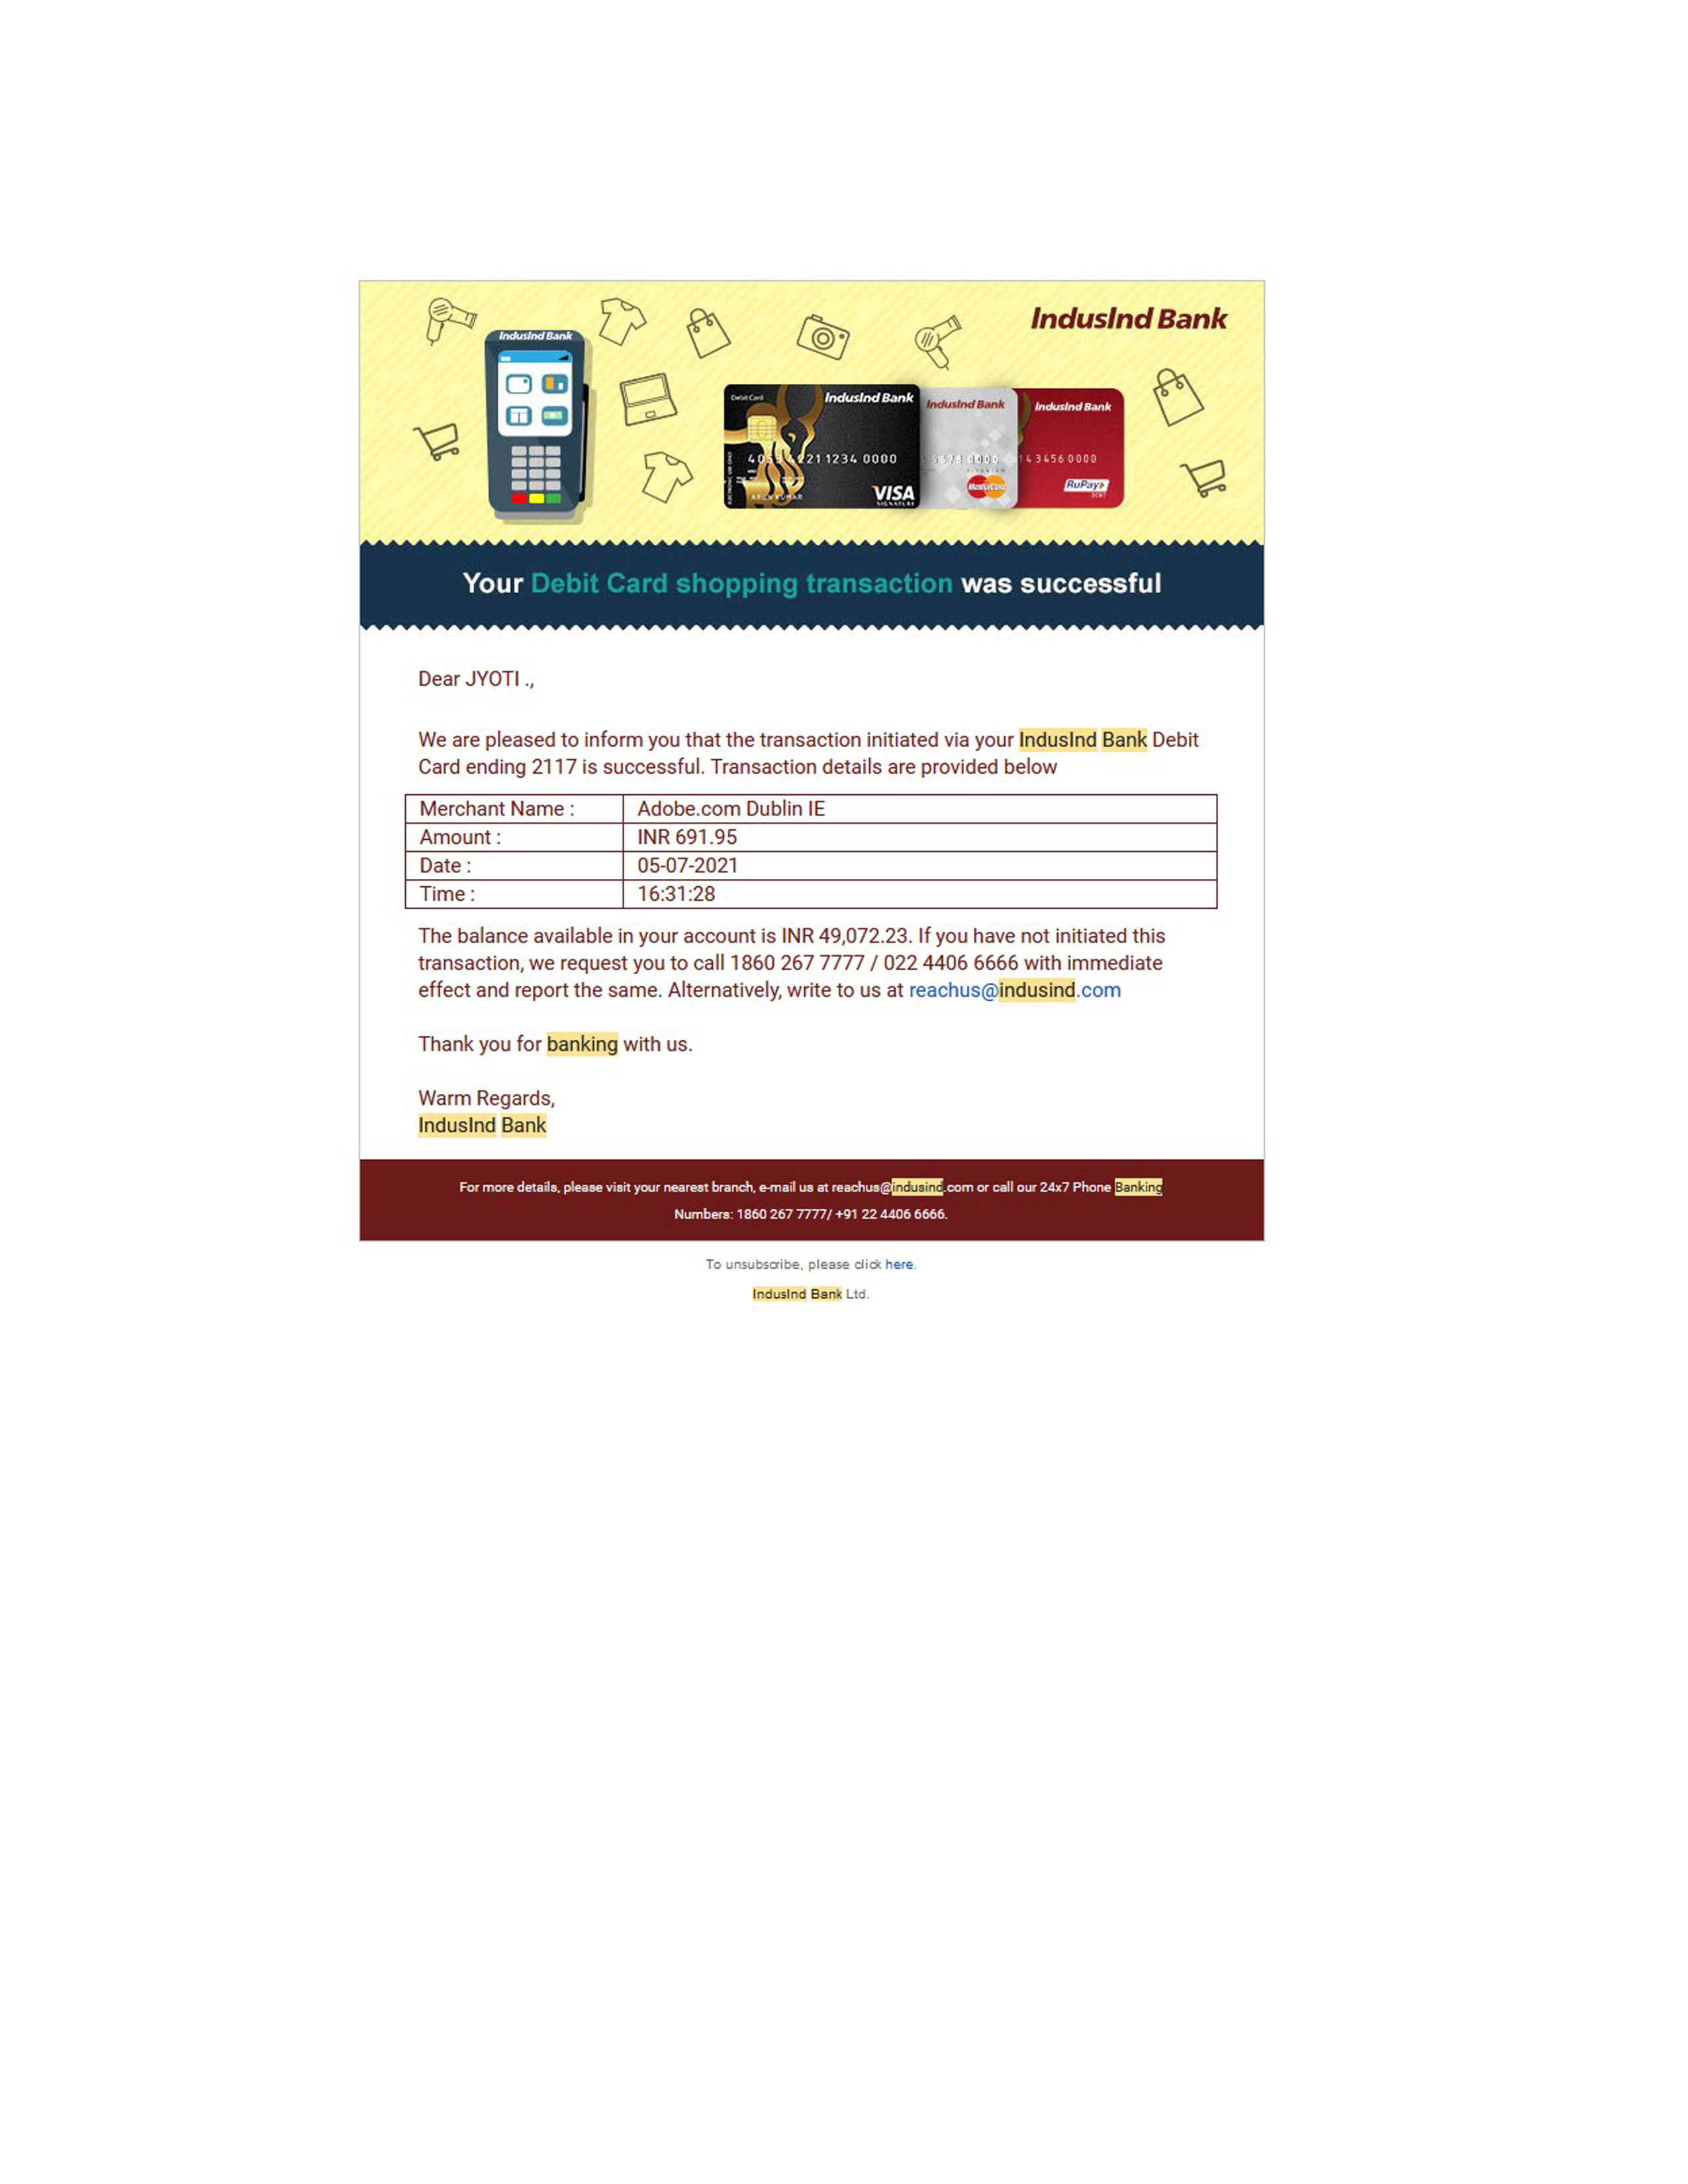 IndusInd Bank
IndusInd Bank
Debit Card IndusInd Bank
IndusInd Bank
IndusInd Bank
221 1234 0000
5678 0000
143456 0000
VISA
SIGNATURE
MasterCard
RuPay
DEBIT
Your Debit Card shopping transaction was successful
Dear JYOTI .,
We are pleased to inform you that the transaction initiated via your IndusInd Bank Debit
Card ending 2117 is successful. Transaction details are provided below
Merchant Name : Adobe.com Dublin IE
Amount : INR 691.95
Date : 05-07-2021
Time : 16:31:28
The balance available in your account is INR 49,072.23. If you have not initiated this
transaction, we request you to call 1860 267 7777 / 022 4406 6666 with immediate
effect and report the same. Alternatively, write to us at reachus@indusind.com
Thank you for banking with us.
Warm Regards,
IndusInd Bank
For more details, please visit your nearest branch, e-mail us at reachus@indusind.com or call our 24x7 Phone Banking
Numbers: 1860 267 7777/ +91 22 4406 6666.
To unsubscribe, please click here.
IndusInd Bank Ltd.